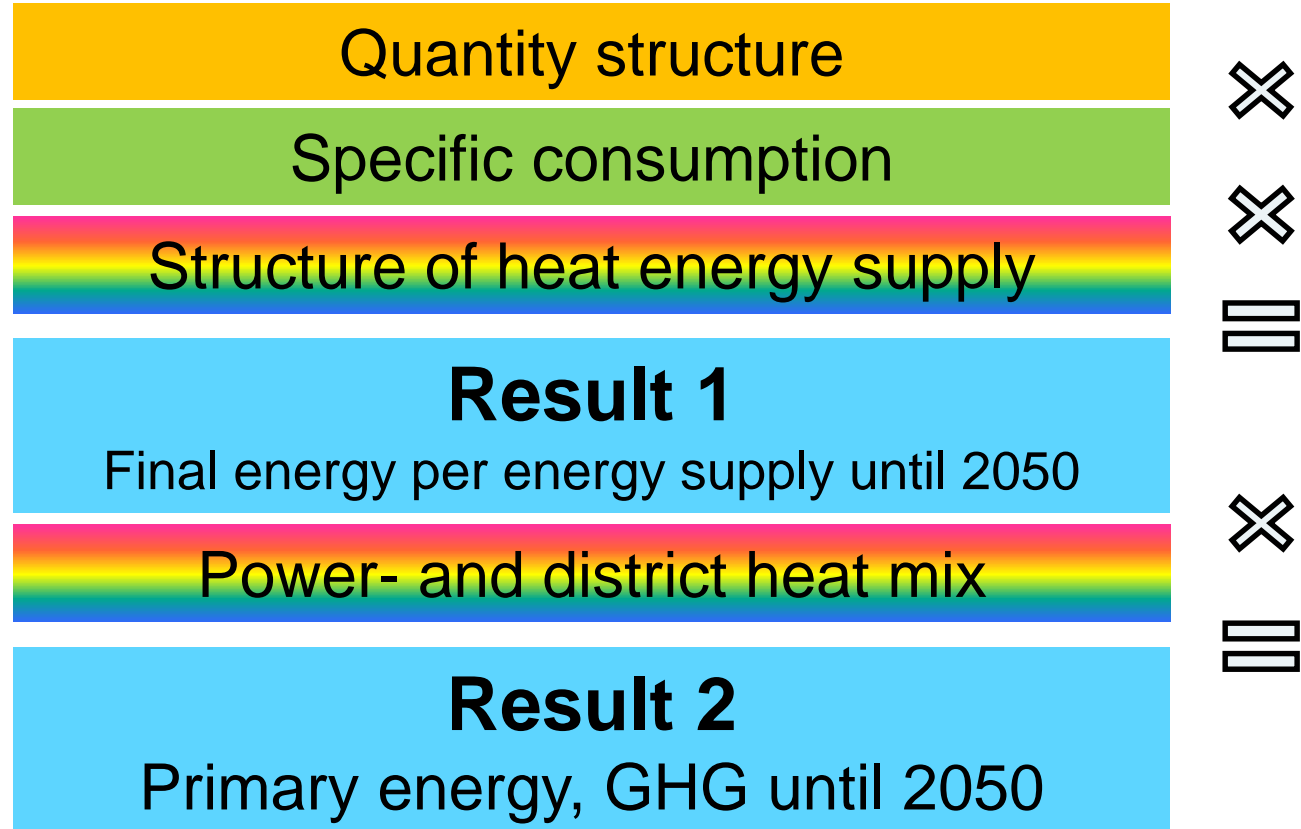 Quantity structure
Specific consumption
Structure of heat energy supply
Result 1
Final energy per energy supply until 2050
Power- and district heat mix
Result 2
Primary energy, GHG until 2050